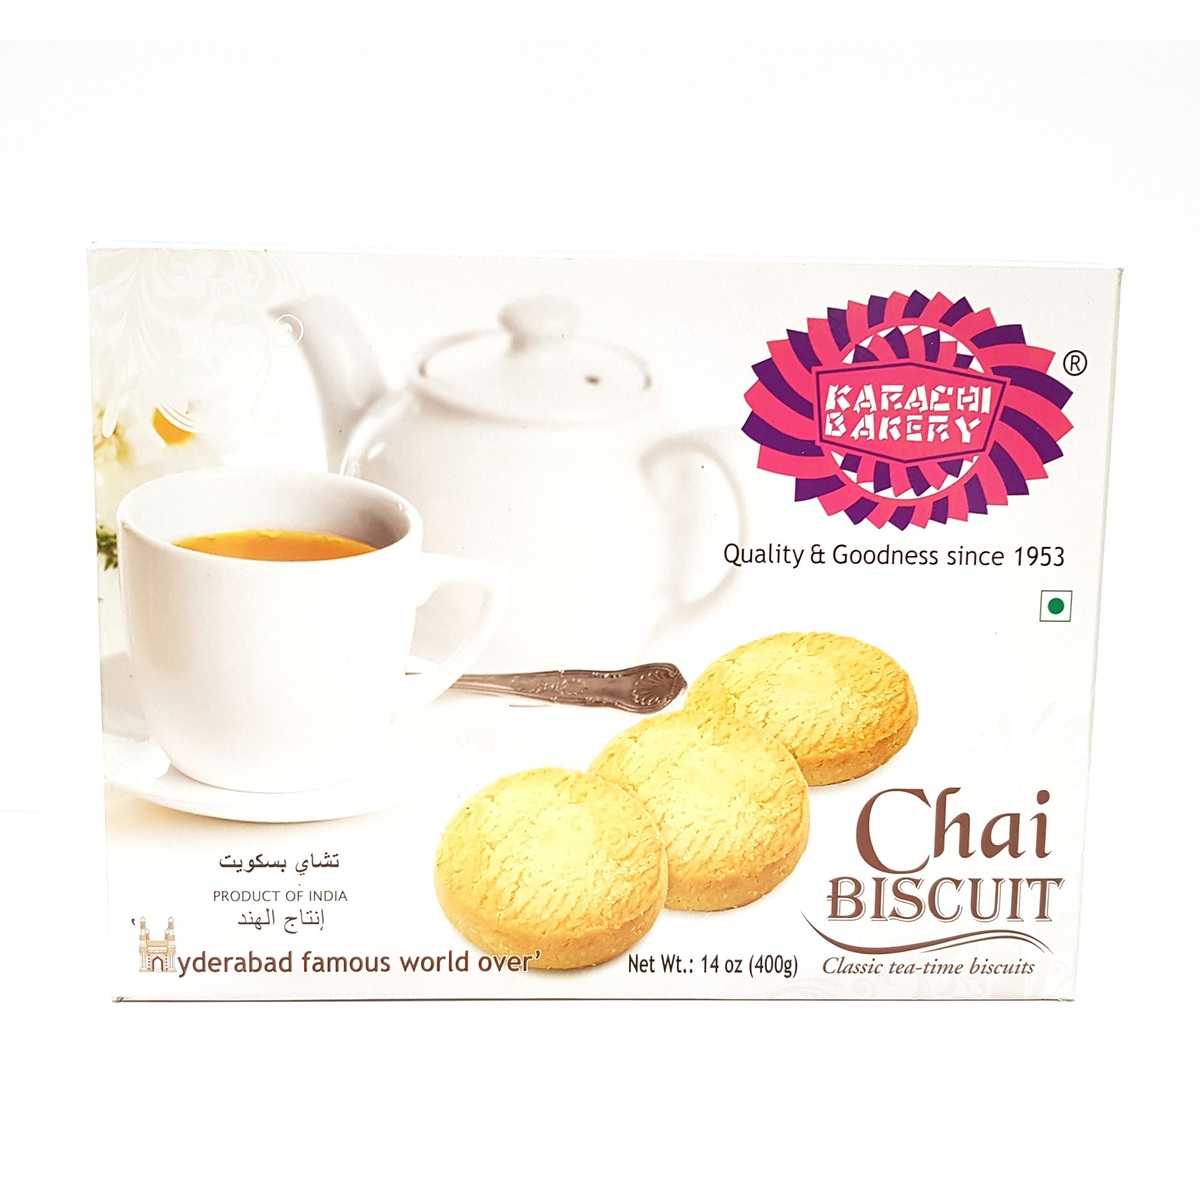 KARACHI
BAKERY
®
Quality & Goodness since 1953
Chai
BISCUIT
Classic tea-time biscuits
تشاي بسكويت
PRODUCT OF INDIA
إنتاج الهند
'Hyderabad famous world over'
Net Wt.: 14 oz (400g)